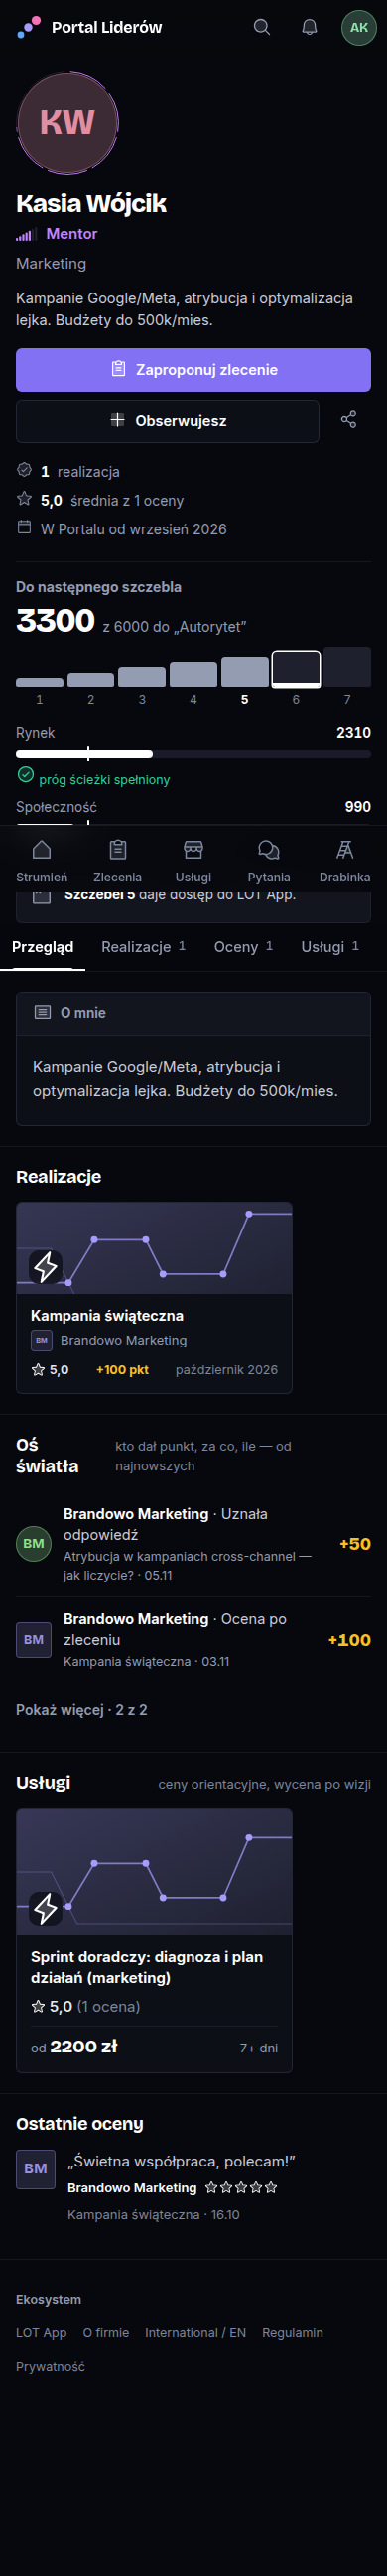 Portal Liderów
AK
KW
Kasia Wójcik
Mentor
Marketing
Kampanie Google/Meta, atrybucja i optymalizacja
lejka. Budżety do 500k/mies.
Zaproponuj zlecenie
Obserwujesz
1 realizacja
5,0 średnia z 1 oceny
W Portalu od wrzesień 2026
Do następnego szczebla
3300 z 6000 do „Autorytet”
1 2 3 4 5 6 7
Rynek 2310
próg ścieżki spełniony
Społeczność 990
Strumień Zlecenia Usługi Pytania Drabinka
Szczebel 5 daje dostęp do LOT App.
Przegląd Realizacje 1 Oceny 1 Usługi 1
O mnie
Kampanie Google/Meta, atrybucja i
optymalizacja lejka. Budżety do 500k/mies.
Realizacje
Kampania świąteczna
BM Brandowo Marketing
5,0 +100 pkt październik 2026
Oś
światła
kto dał punkt, za co, ile — od
najnowszych
BM
Brandowo Marketing · Uznała
odpowiedź
Atrybucja w kampaniach cross-channel —
jak liczycie? · 05.11
+50
BM
Brandowo Marketing · Ocena po
zleceniu
Kampania świąteczna · 03.11
+100
Pokaż więcej · 2 z 2
Usługi ceny orientacyjne, wycena po wizji
Sprint doradczy: diagnoza i plan
działań (marketing)
5,0 (1 ocena)
od 2200 zł 7+ dni
Ostatnie oceny
BM
„Świetna współpraca, polecam!”
Brandowo Marketing
Kampania świąteczna · 16.10
Ekosystem
LOT App O firmie International / EN Regulamin
Prywatność